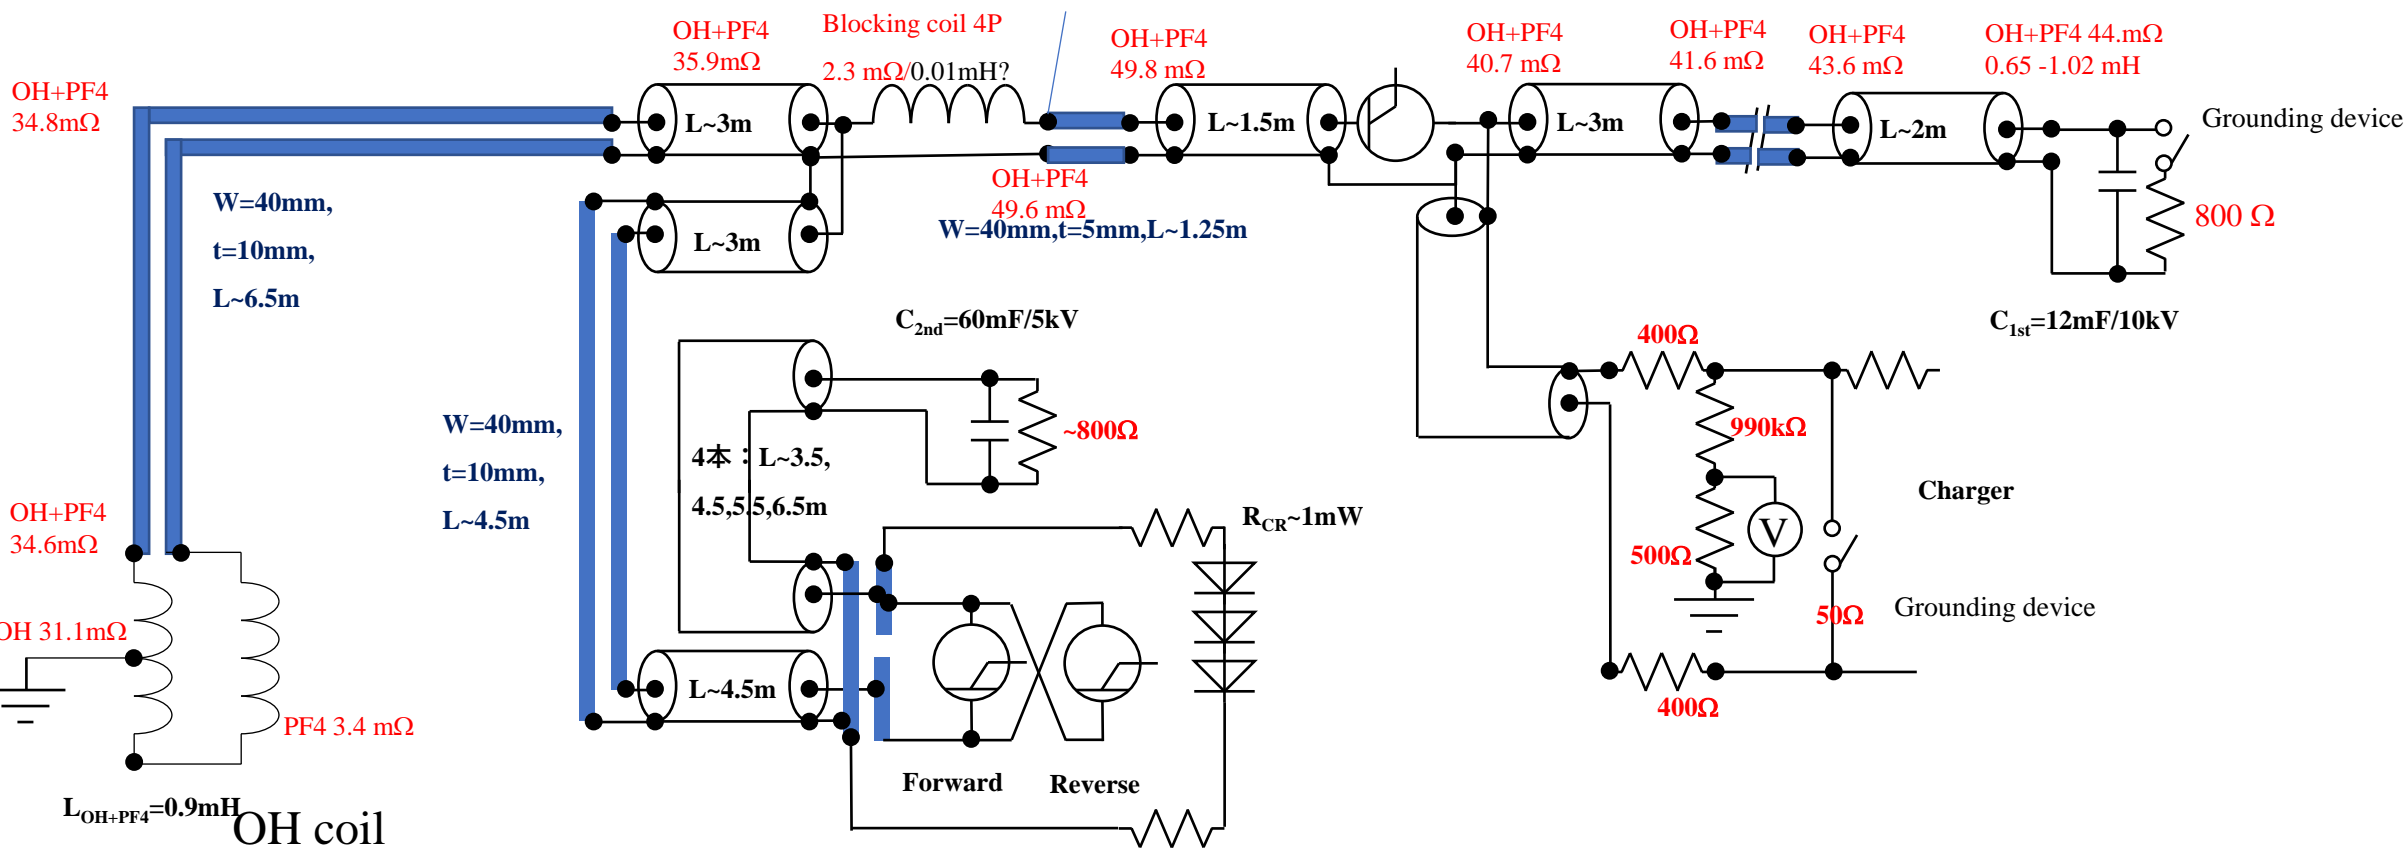 OH+PF4
34.8mΩ
OH+PF4
35.9mΩ
Blocking coil 4P
2.3 mΩ/0.01mH?
OH+PF4
49.8 mΩ
OH+PF4
40.7 mΩ
OH+PF4
41.6 mΩ
OH+PF4
43.6 mΩ
OH+PF4 44.mΩ
0.65 -1.02 mH
L~3m
L~1.5m
L~3m
L~2m
Grounding device
OH+PF4
49.6 mΩ
W=40mm,t=5mm,L~1.25m
W=40mm,
t=10mm,
L~6.5m
L~3m
800 Ω
C2nd=60mF/5kV
C1st=12mF/10kV
400Ω
W=40mm,
t=10mm,
L~4.5m
~800Ω
4本：L~3.5,
4.5,5.5,6.5m
990kΩ
Charger
OH+PF4
34.6mΩ
RCR~1mW
V
500Ω
50Ω
Grounding device
OH 31.1mΩ
L~4.5m
400Ω
PF4 3.4 mΩ
Forward
Reverse
LOH+PF4=0.9mH
OH coil